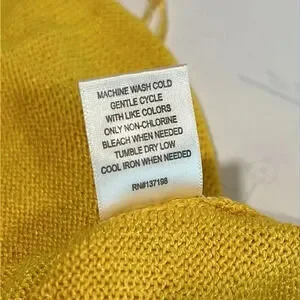 MACHINE WASH COLD
GENTLE CYCLE
WITH LIKE COLORS
ONLY NON-CHLORINE
BLEACH WHEN NEEDED
TUMBLE DRY LOW
COOL IRON WHEN NEEDED
RN#137198